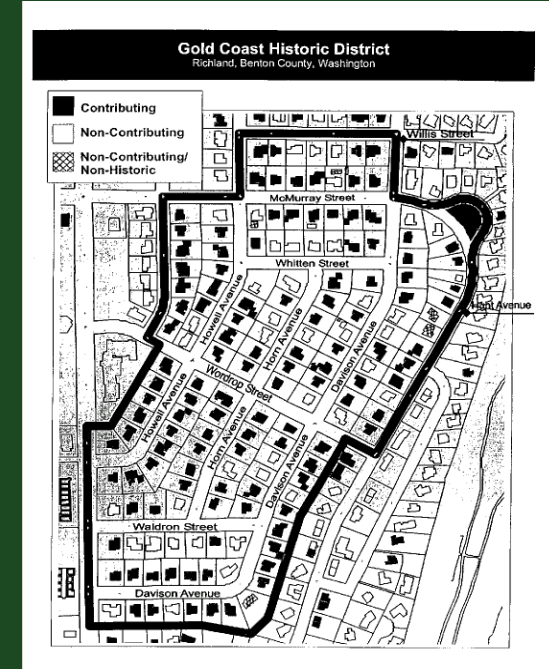 Gold Coast Historic District
Richland, Benton County, Washington
Contributing
Non-Contributing
Non-Contributing/
Non-Historic
Willis Street
McMurray Street
Whitten Street
Hunt Avenue
Howell Avenue
Horn Avenue
Davison Avenue
Wordrop Street
Howell Avenue
Horn Avenue
Davison Avenue
Waldron Street
Davison Avenue